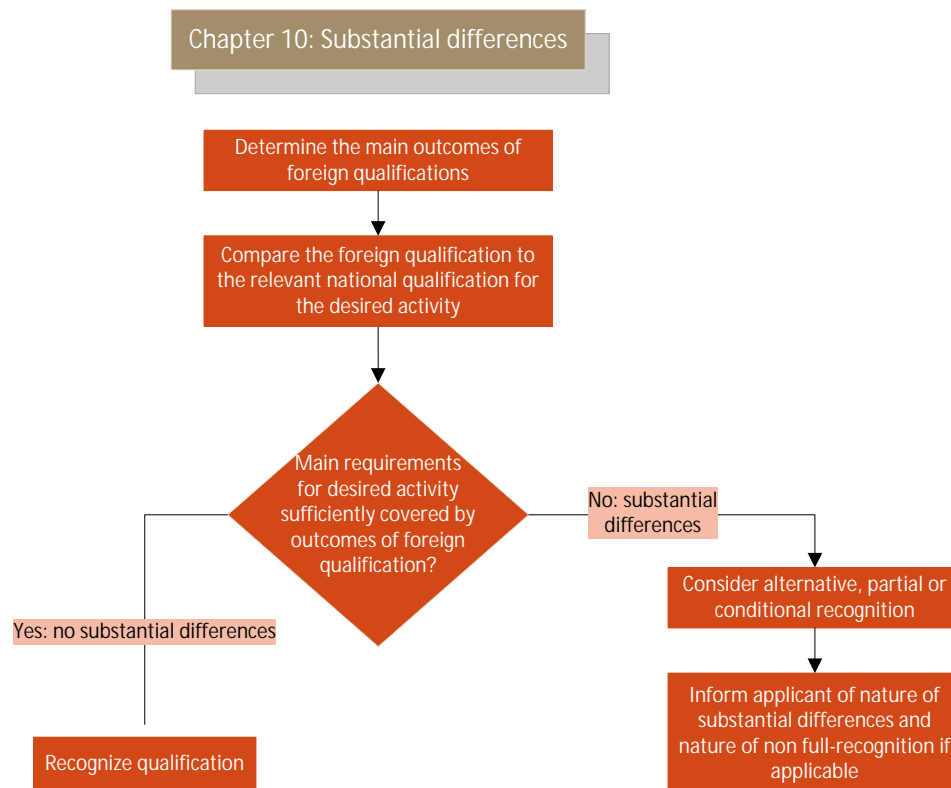 Chapter 10: Substantial differences
Determine the main outcomes of
foreign qualifications
Compare the foreign qualification to
the relevant national qualification for
the desired activity
Main requirements
for desired activity
sufficiently covered by
outcomes of foreign
qualification?
No: substantial
differences
Yes: no substantial differences
Consider alternative, partial or
conditional recognition
Recognize qualification
Inform applicant of nature of
substantial differences and
nature of non full-recognition if
applicable